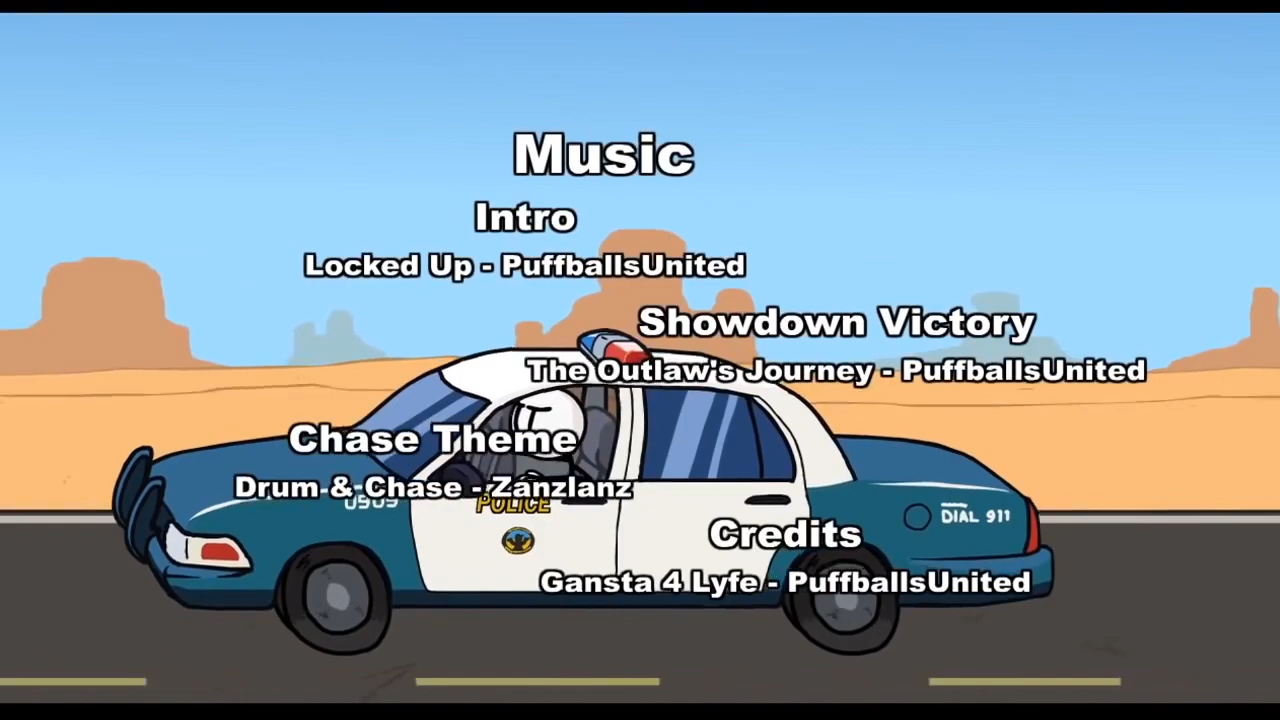 Music
Intro
Locked Up - PuffballsUnited
Showdown Victory
The Outlaw's Journey - PuffballsUnited
Chase Theme
Drum & Chase - Zanzlanz
POLICE
DIAL 911
Credits
Gansta 4 Lyfe - PuffballsUnited